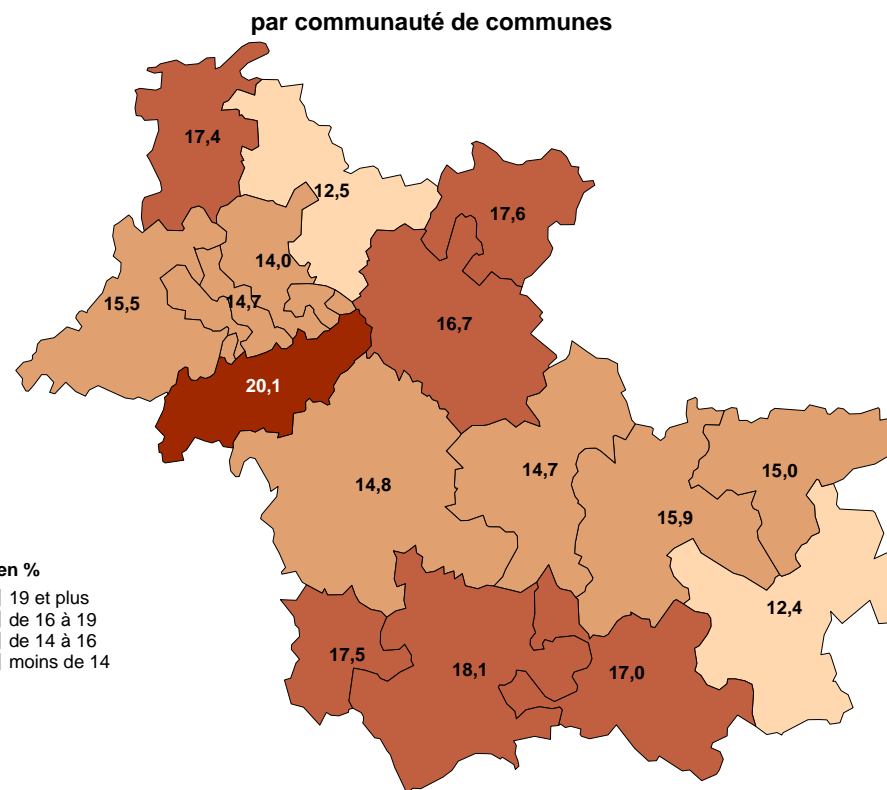 par communauté de communes
17,4
12,5
17,6
14,0
15,5
14,7
16,7
20,1
14,8
14,7
15,0
15,9
12,4
17,5
18,1
17,0
en %
19 et plus
de 16 à 19
de 14 à 16
moins de 14